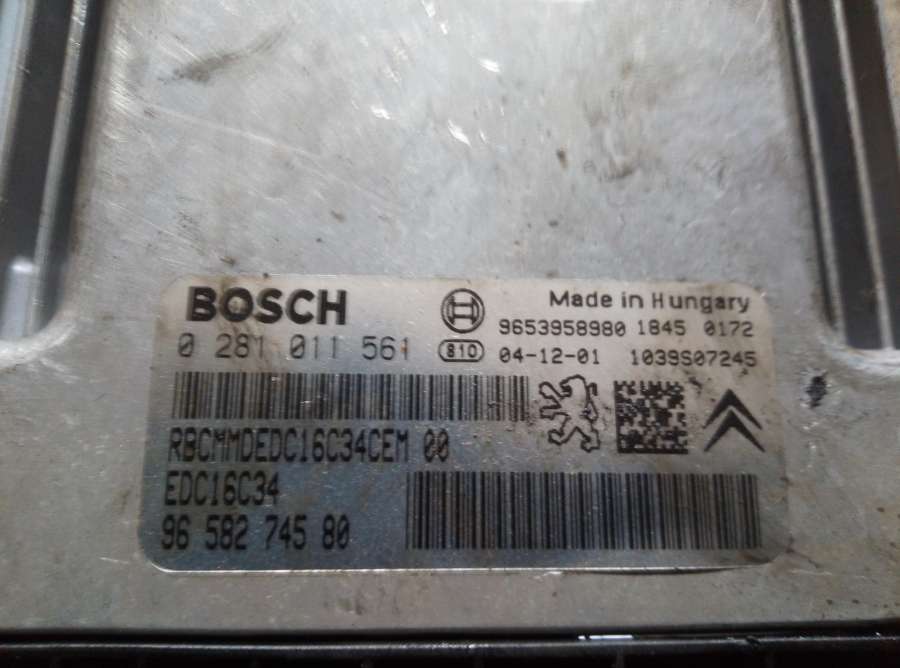 BOSCH
Made in Hungary
9653958980 1845 0172
0 281 011 561
810 04-12-01 1039S07245
RBCMMDEDC16C34CEM 00
EDC16C34
96 582 745 80